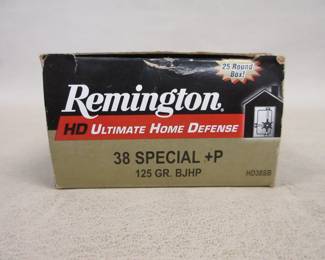 25 Round
Box!
Remington
HD ULTIMATE HOME DEFENSE
38 SPECIAL +P
125 GR. BJHP
HD38SB